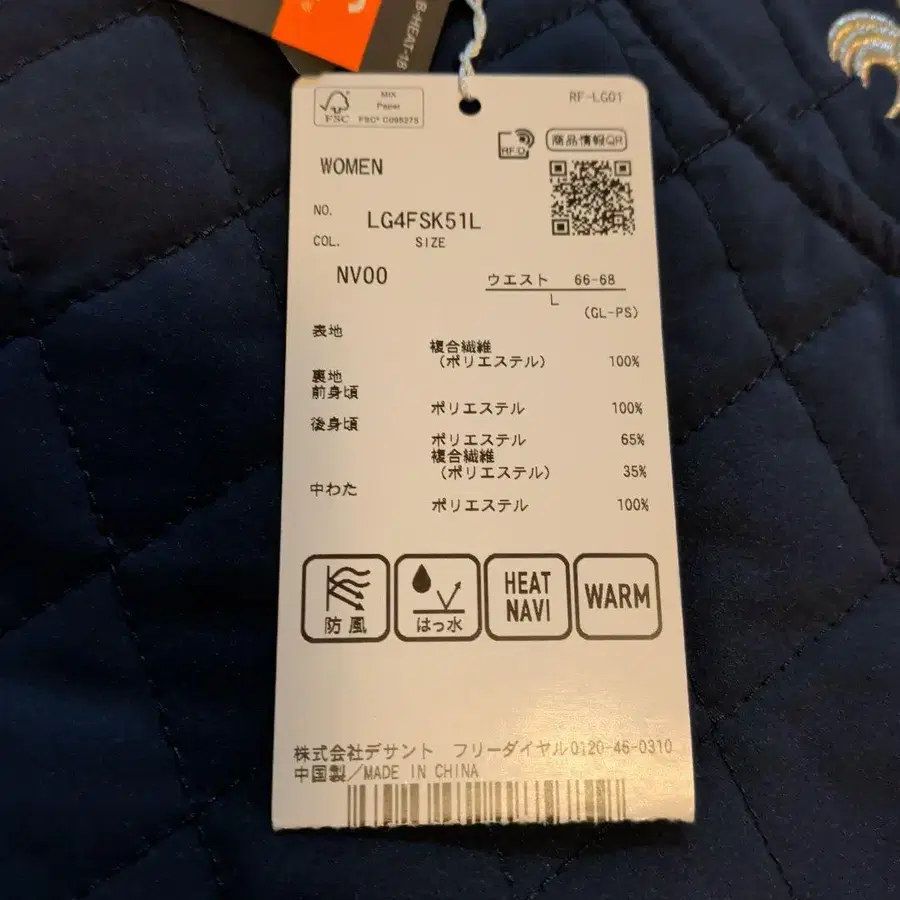 8-HEAT-18
MIX
Paper
FSC
FSC® C095275
RF-LG01
RFID
商品情報QR
WOMEN
NO.
LG4FSK51L
COL.
SIZE
NV00
ウエスト 66-68
L
(GL-PS)
表地
複合繊維
(ポリエステル) 100%
裏地
前身頃
ポリエステル 100%
後身頃
ポリエステル 65%
複合繊維
(ポリエステル) 35%
中わた
ポリエステル 100%
防風
はっ水
HEAT
NAVI
WARM
株式会社デサント フリーダイヤル0120-46-0310
中国製/MADE IN CHINA